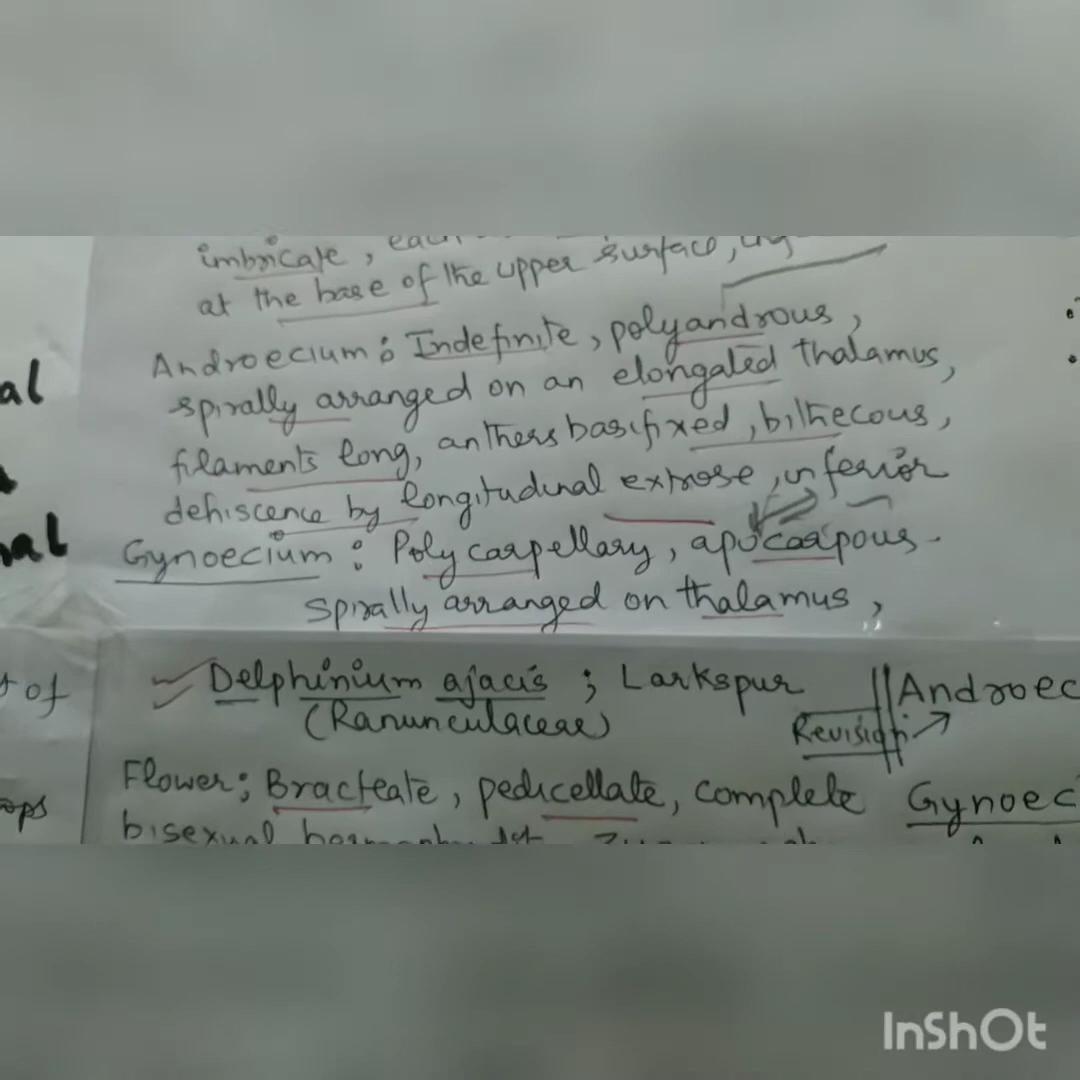 imbricate,
at the base of the upper surface,
Androecium : Indefinite, polyandrous,
spirally arranged on an elongated thalamus,
filaments long, anthers basifixed, bithecous,
dehiscence by longitudinal extrose, inferior
Gynoecium : Polycarpellary, apocarpous.
spirally arranged on thalamus,
al
nal
of
ops
Delphinium ajacis ; Larkspur
(Ranunculaceae)
Revision
Androec
Flower; Bracteate, pedicellate, complete
Gynoec
bisexual
InShOt